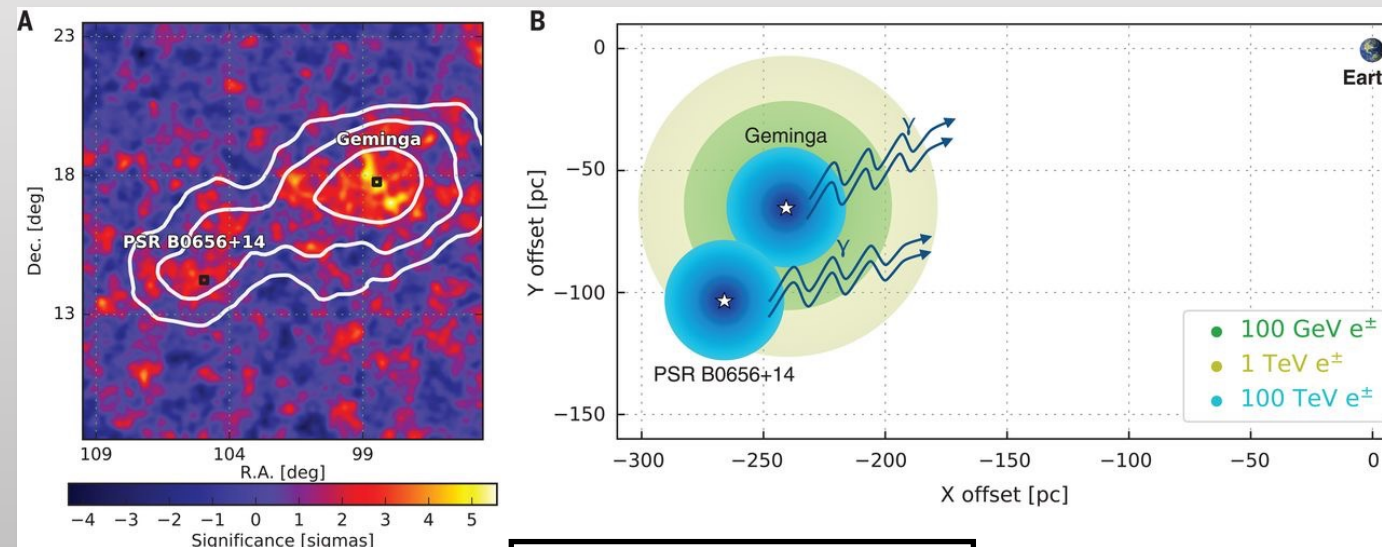 A
23
18
13
Dec. [deg]
Geminga
PSR B0656+14
109
104
99
R.A. [deg]
−4 −3 −2 −1 0 1 2 3 4 5
Significance [sigmas]
B
0
−50
−100
−150
Y offset [pc]
Geminga
γ
γ
PSR B0656+14
Eart
100 GeV e±
1 TeV e±
100 TeV e±
−300 −250 −200 −150 −100 −50 0
X offset [pc]